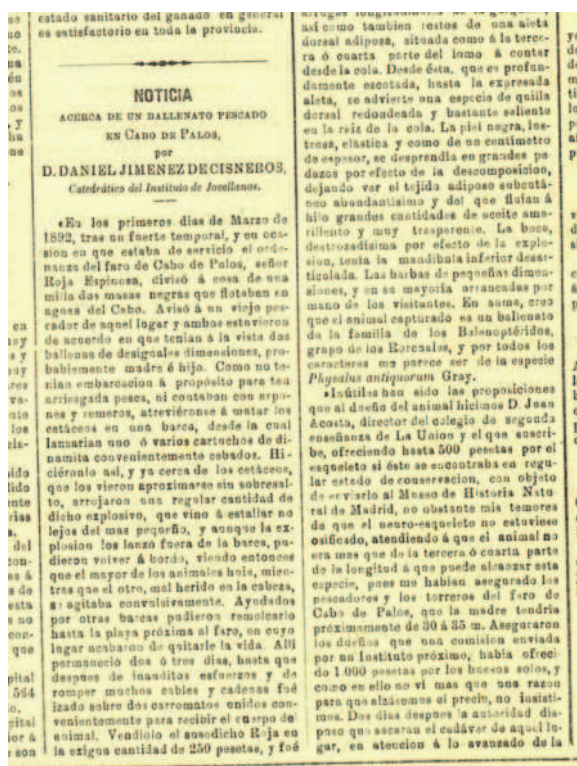 estado sanitario del ganado en general
es satisfactorio en toda la provincia.
NOTICIA
ACERCA DE UN BALLENATO PESCADO
EN CABO DE PALOS,
por
D. DANIEL JIMENEZ DE CISNEROS,
Catedrático del Instituto de Jovellanos.
«En los primeros dias de Marzo de
1892, tras un fuerte temporal, y en oca-
sion en que estaba de servicio el orde-
nanza del faro de Cabo de Palos, señor
Roja Espinosa, divisó á cosa de una
milla dos masas negras que flotaban en
aguas del Cabo. Avisó á un viejo pes-
cador de aquel logar y ambos estuvieron
de acuerdo en que tenian á la vista dos
ballenas de desiguales dimensiones, pro-
bablemente madre é hijo. Como no te-
nian embarcacion á propósito para tan
arriesgada pesca, ni contaban con arpo-
nes y remeros, atreviéronse á matar los
cetáceos en una barca, desde la cual
lanzarian uno ó varios cartuchos de di-
namita convenientemente cebados. Hi-
ciéronlo así, y ya cerca de los cetáceos,
que los vieron aproximarse sin sobresal-
to, arrojaron una regular cantidad de
dicho explosivo, que vino á estallar no
lejos del mas pequeño, y aunque la ex-
plosion los lanzó fuera de la barca, pu-
dieron volver á bordo, viendo entonces
que el mayor de los animales huia, mien-
tras que el otro, mal herido en la cabeza,
se agitaba convulsivamente. Ayudados
por otras barcas pudieron remolcarlo
hasta la playa próxima al faro, en cuyo
lugar acabaron de quitarle la vida. Allí
permaneció dos ó tres dias, hasta que
despues de inauditos esfuerzos y de
romper muchos cables y cadenas fué
izado sobre dos carromatos unidos con-
venientemente para recibir el cuerpo del
animal. Vendiólo el susodicho Roja en
la exigua cantidad de 250 pesetas, y fué
así como tambien restos de una aleta
dorsal adiposa, situada como á la terce-
ra ó cuarta parte del lomo á contar
desde la cola. Desde ésta, que es profun-
damente escotada, hasta la expresada
aleta, se advierte una especie de quilla
dorsal redondeada y bastante saliente
en la raiz de la cola. La piel negra, lus-
trosa, elástica y como de un centímetro
de espesor, se desprendia en grandes pe-
dazos por efecto de la descomposicion,
dejando ver el tejido adiposo subcutá-
neo abundantísimo y del que fluian á
hilo grandes cantidades de aceite ama-
rillento y muy trasparente. La boca,
destrozadísima por efecto de la explo-
sion, tenia la mandibula inferior desar-
ticulada. Las barbas de pequeñas dimen-
siones, y en su mayoría arrancadas por
mano de los visitantes. En suma, creo
que el animal capturado es un ballenato
de la familia de los Balenoptéridos,
grupo de los Rorcuales, y por todos los
caracteres me parece ser de la especie
Physalus antiquorum Gray.
»Inútiles han sido las proposiciones
que al dueño del animal hicimos D. Juan
Acosta, director del colegio de segunda
enseñanza de La Union y el que suscri-
be, ofreciendo hasta 500 pesetas por el
esqueleto si éste se encontraba en regu-
lar estado de conservacion, con objeto
de enviarlo al Museo de Historia Natu-
ral de Madrid, no obstante mis temores
de que el neuro-esqueleto no estuviese
osificado, atendiendo á que el animal no
era mas que de la tercera ó cuarta parte
de la longitud á que puede alcanzar esta
especie, pues me habian asegurado los
pescadores y los torreros del faro de
Cabo de Palos, que la madre tendria
próximamente de 30 á 35 m. Aseguraron
los dueños que una comision enviada
por un Instituto próximo, habia ofreci-
do 1.000 pesetas por los huesos solos, y
como en ello no ví mas que una razon
para que alzásemos el precio, no insisti-
mos. Dos dias despues la autoridad dis-
puso que sacaran el cadáver de aquel lu-
gar, en atencion á lo avanzado de la